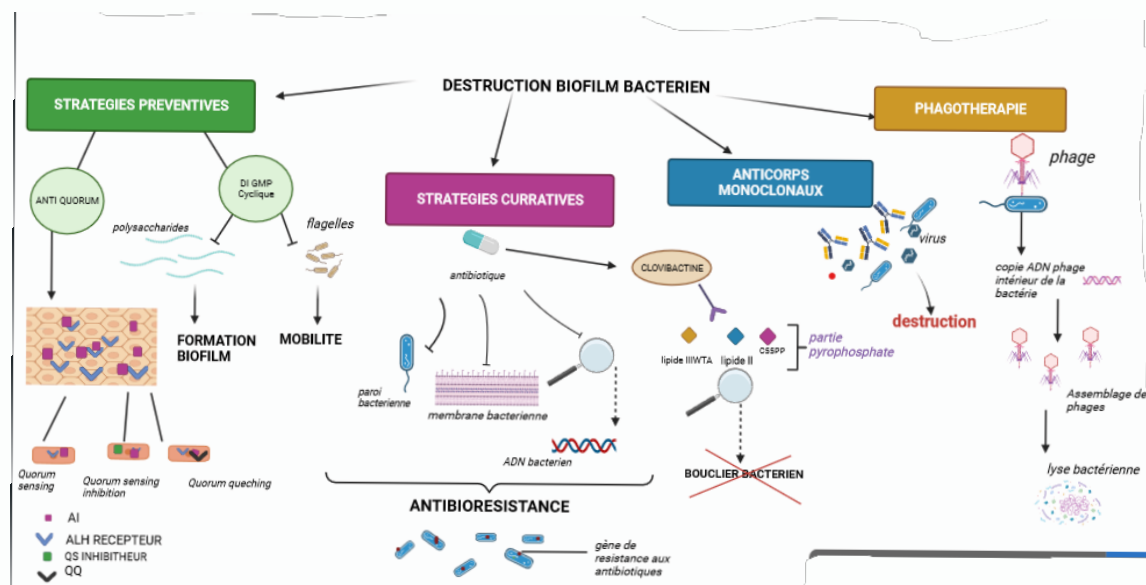 DESTRUCTION BIOFILM BACTERIEN
STRATEGIES PREVENTIVES
ANTI QUORUM
DI GMP
Cyclique
polysaccharides
flagelles
FORMATION
BIOFILM
MOBILITE
Quorum
sensing
Quorum sensing
inhibition
Quorum queching
AI
ALH RECEPTEUR
QS INHIBITHEUR
QQ
STRATEGIES CURRATIVES
antibiotique
paroi
bacterienne
membrane bacterienne
ADN bacterien
ANTIBIORESISTANCE
gène de
resistance aux
antibiotiques
CLOVIBACTINE
lipide IIIWTA
lipide II
C55PP
partie
pyrophosphate
BOUCLIER BACTERIEN
ANTICORPS
MONOCLONAUX
virus
destruction
PHAGOTHERAPIE
phage
copie ADN phage
intérieur de la
bactérie
Assemblage de
phages
lyse bactérienne